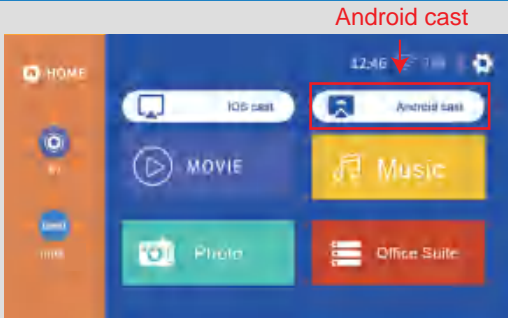 Android cast
HOME
12:46
IOS cast
Android cast
MOVIE
Music
Photo
Office Suite